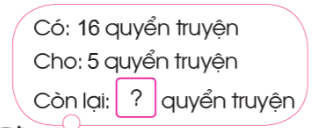 Có: 16 quyển truyện
Cho: 5 quyển truyện
Còn lại: ? quyển truyện